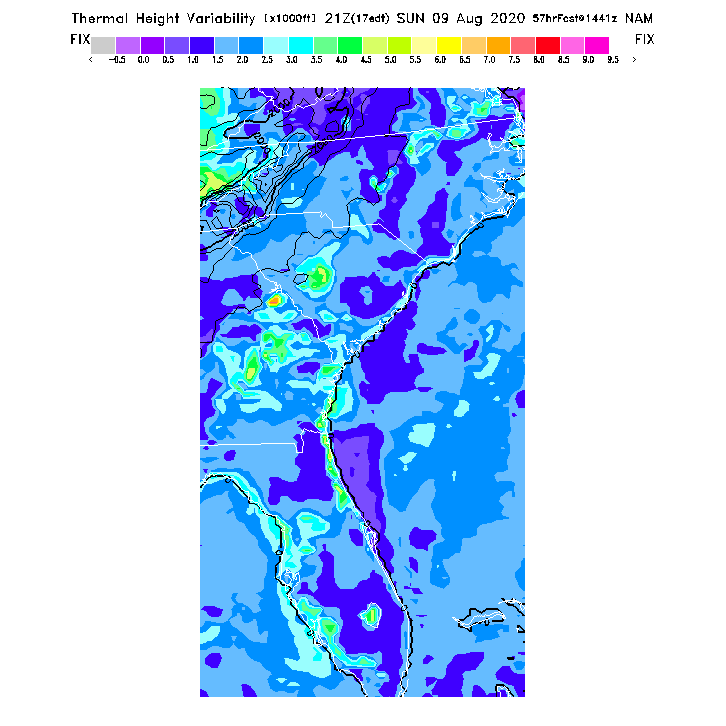 Thermal Height Variability [x1000ft] 21Z(17edt) SUN 09 Aug 2020 57hrFcst@1441z NAM
FIX FIX
< -0.5 0.0 0.5 1.0 1.5 2.0 2.5 3.0 3.5 4.0 4.5 5.0 5.5 6.0 6.5 7.0 7.5 8.0 8.5 9.0 9.5 >